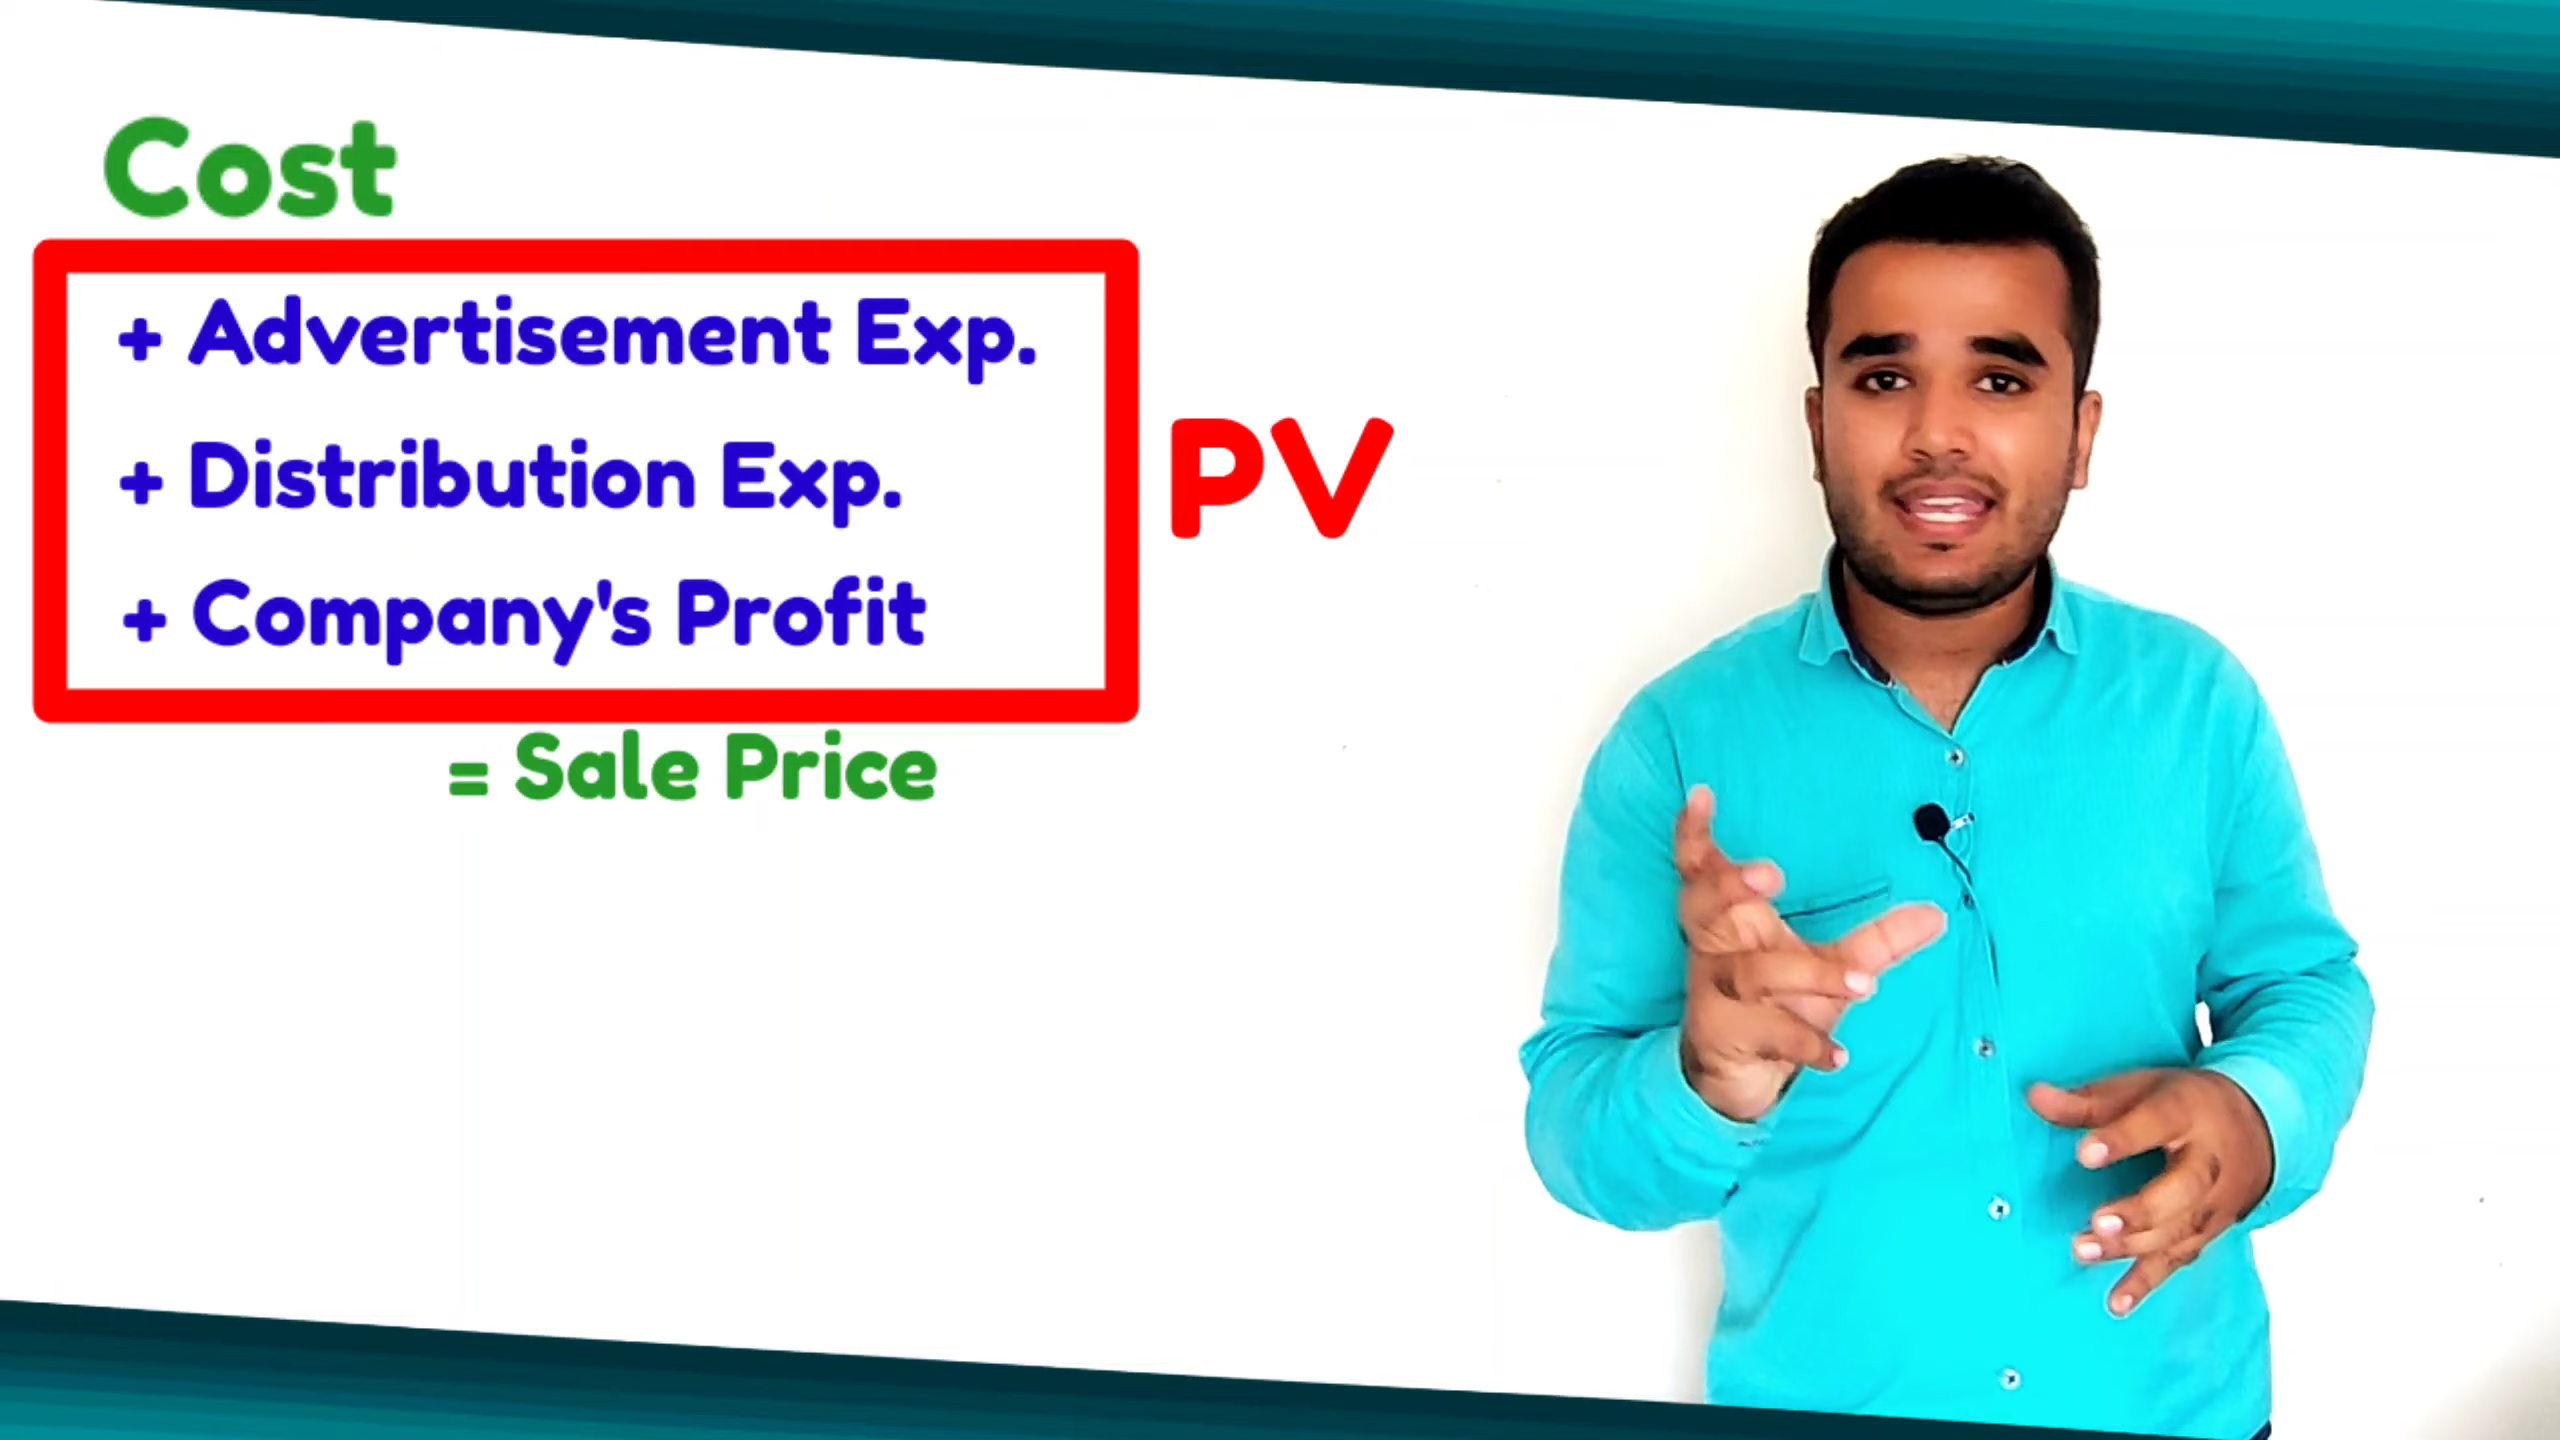 Cost
+ Advertisement Exp.
+ Distribution Exp.
+ Company's Profit
PV
= Sale Price